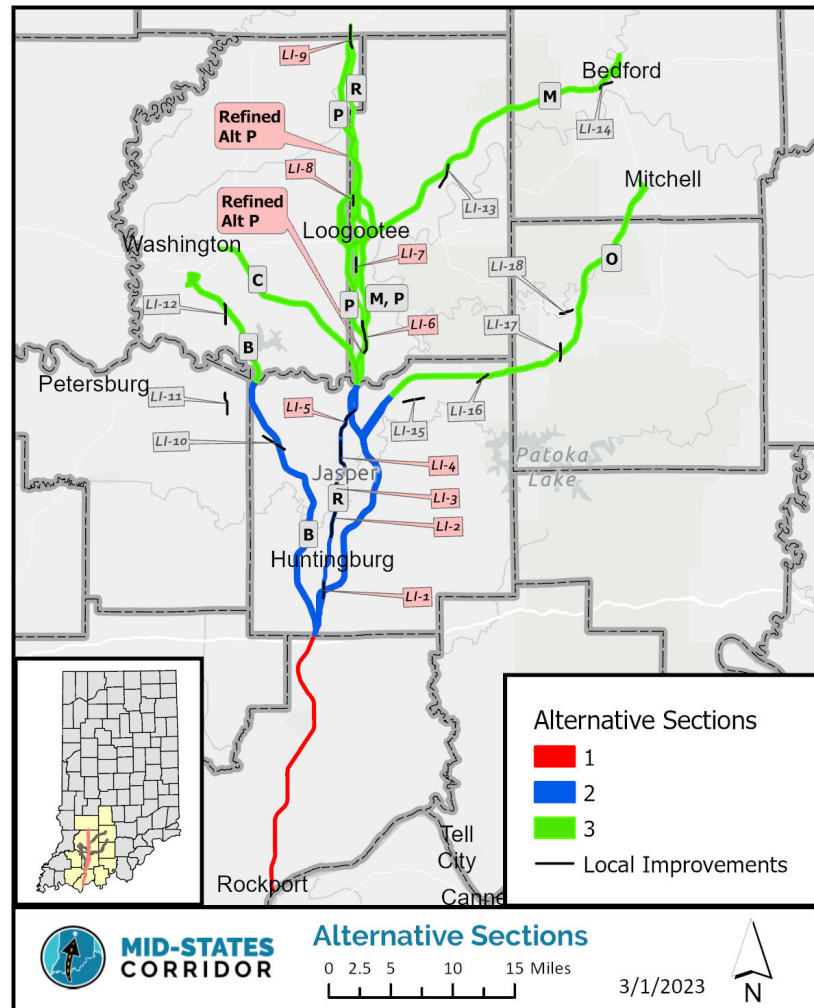 LI-9
Bedford
R
M
P
Refined
Alt P
LI-14
LI-8
Mitchell
LI-13
Refined
Alt P
Loogootee
Washington
LI-7
O
C
LI-18
P
M, P
LI-12
LI-6
LI-17
B
Petersburg
LI-11
LI-5
LI-16
LI-15
LI-10
LI-4
Patoka
Lake
Jasper
LI-3
R
LI-2
B
Huntingburg
LI-1
Alternative Sections
1
2
3
Local Improvements
Tell
City
Rockport
Canne
MID-STATES
CORRIDOR
Alternative Sections
0 2.5 5 10 15 Miles
3/1/2023
N